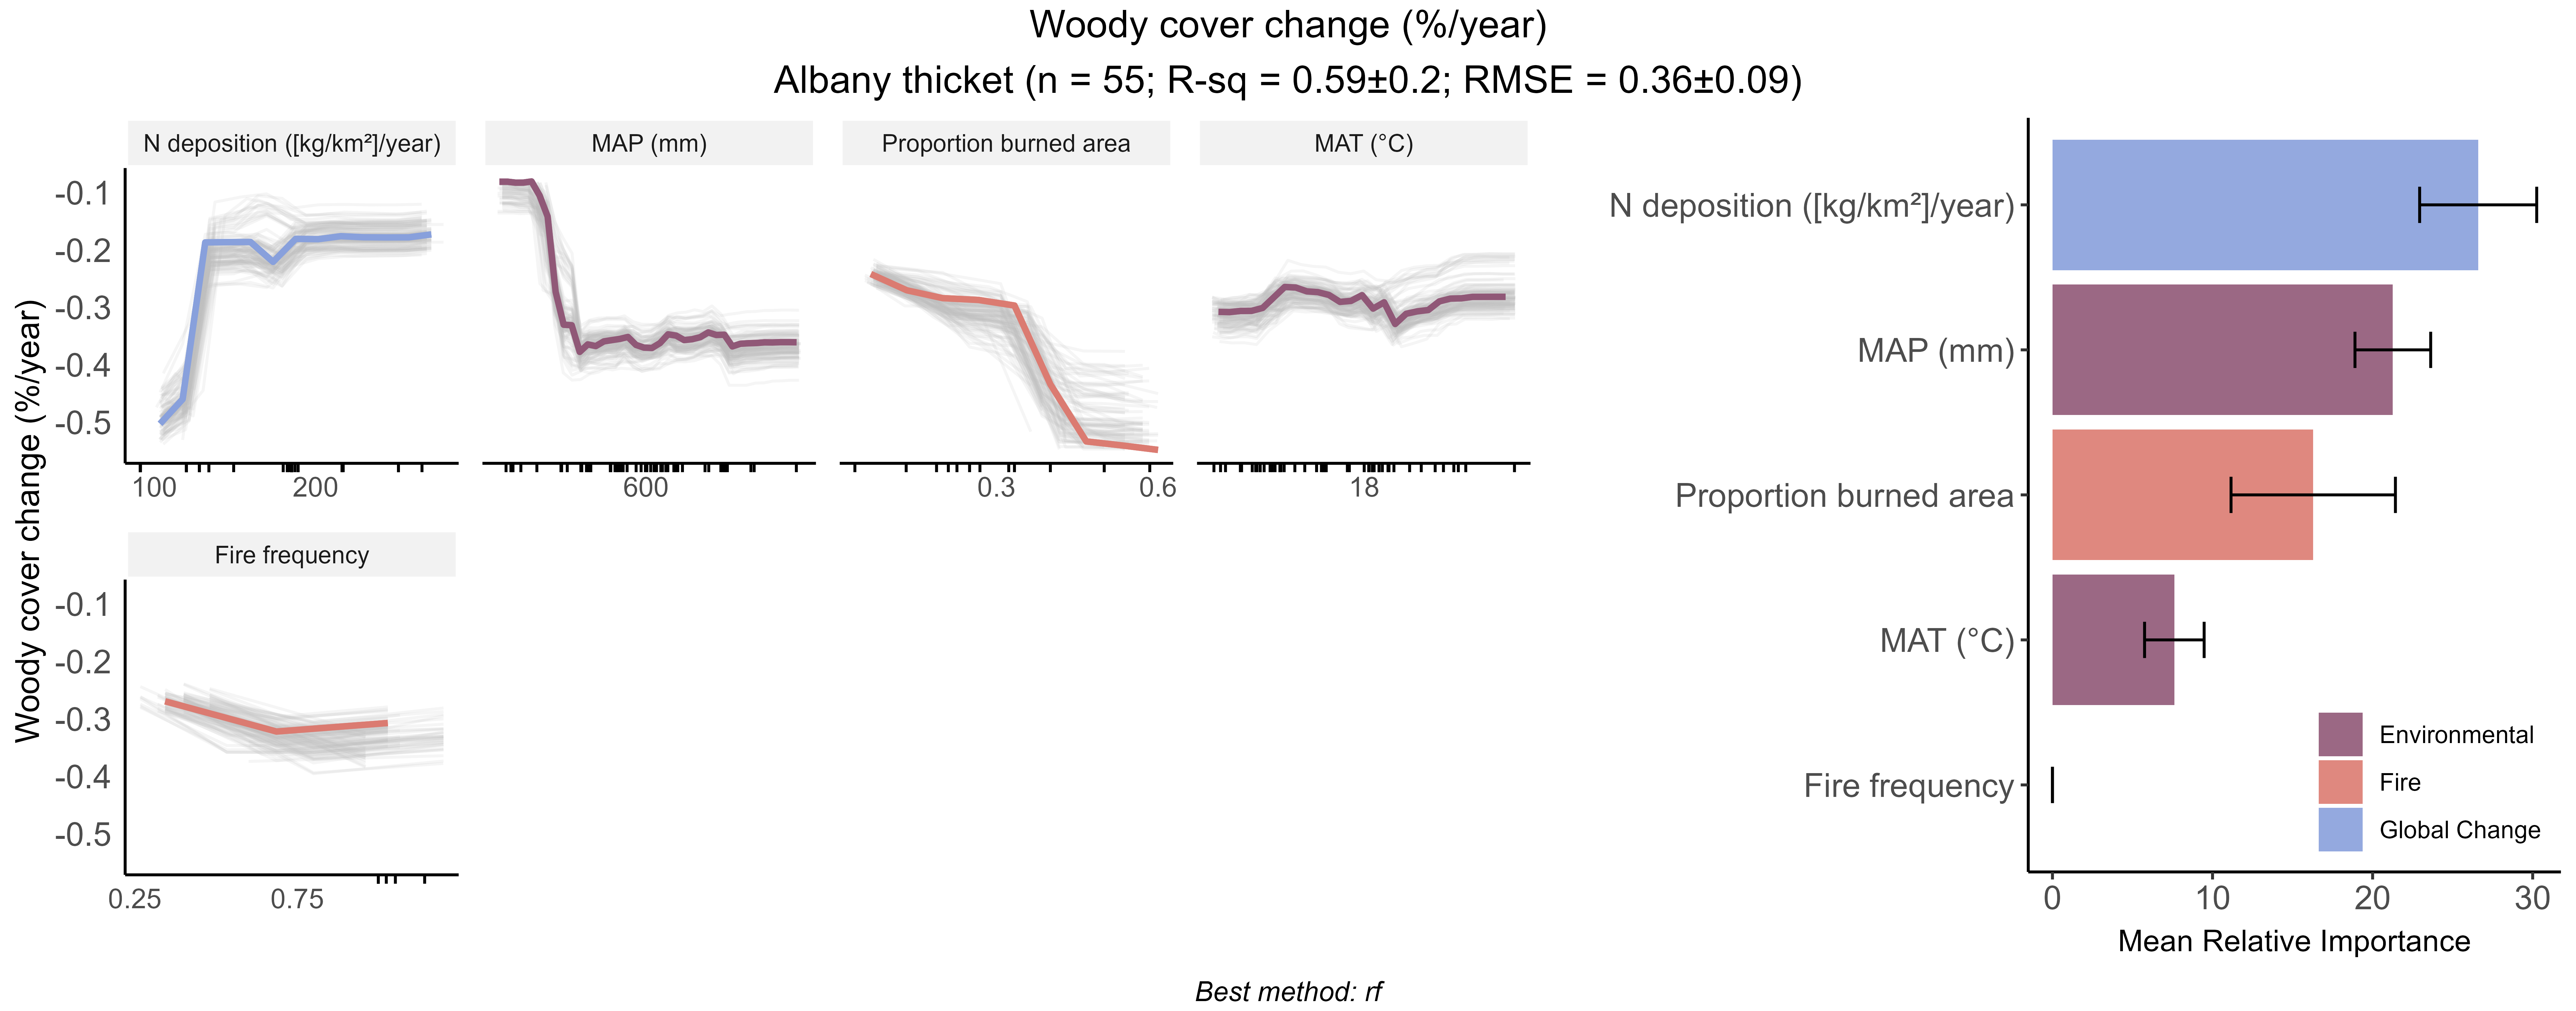 Woody cover change (%/year)
Albany thicket (n = 55; R-sq = 0.59±0.2; RMSE = 0.36±0.09)
Woody cover change (%/year)
N deposition ([kg/km²]/year)
MAP (mm)
Proportion burned area
MAT (°C)
-0.1
-0.2
-0.3
-0.4
-0.5
100 200
600
0.3 0.6
18
Fire frequency
-0.1
-0.2
-0.3
-0.4
-0.5
0.25 0.75
N deposition ([kg/km²]/year)
MAP (mm)
Proportion burned area
MAT (°C)
Fire frequency
Environmental
Fire
Global Change
0 10 20 30
Mean Relative Importance
Best method: rf